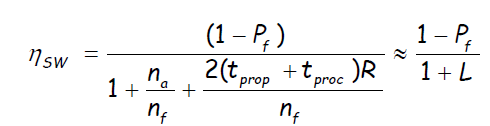 η_SW = (1 − P_f) / (1 + n_a/n_f + 2(t_prop + t_proc)R/n_f) ≈ (1 − P_f)/(1 + L)